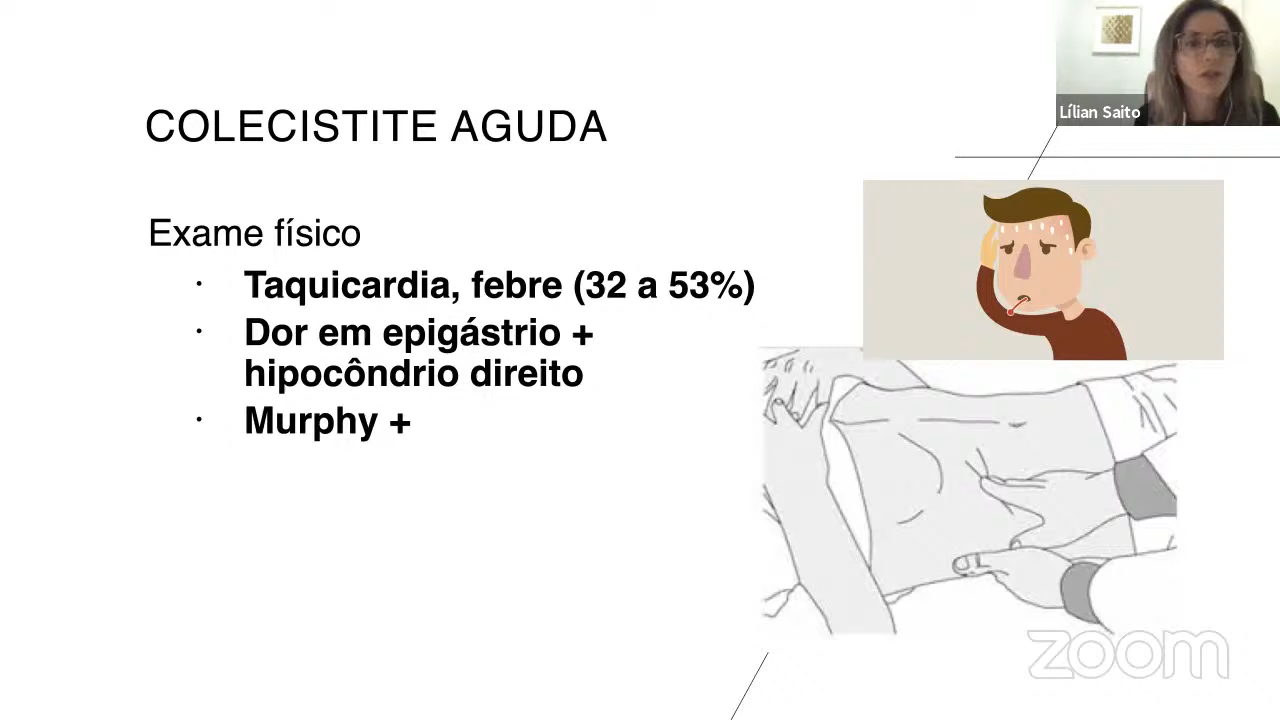 Lílian Saito
COLECISTITE AGUDA
Exame físico
· Taquicardia, febre (32 a 53%)
· Dor em epigástrio +
hipocôndrio direito
· Murphy +
zoom